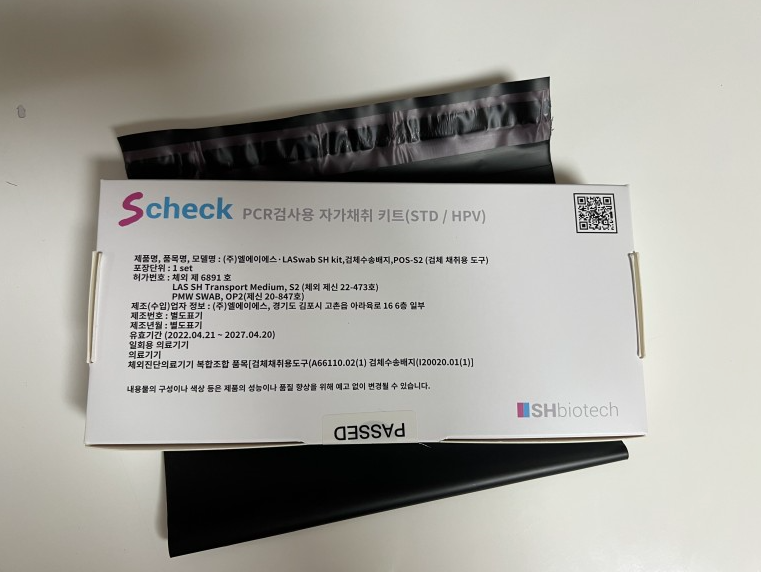 Scheck PCR검사용 자가채취 키트(STD / HPV)
제품명, 품목명, 모델명 : (주)엘에이에스·LASwab SH kit,검체수송배지,POS-S2 (검체 채취용 도구)
포장단위 : 1 set
허가번호 : 체외 제 6891 호
LAS SH Transport Medium, S2 (체외 제신 22-473호)
PMW SWAB, OP2(제신 20-847호)
제조(수입)업자 정보 : (주)엘에이에스, 경기도 김포시 고촌읍 아라육로 16 6층 일부
제조번호 : 별도표기
제조년월 : 별도표기
유효기간 (2022.04.21 ~ 2027.04.20)
일회용 의료기기
의료기기
체외진단의료기기 복합조합 품목[검체채취용도구(A66110.02(1) 검체수송배지(I20020.01(1)]
내용물의 구성이나 색상 등은 제품의 성능이나 품질 향상을 위해 예고 없이 변경될 수 있습니다.
SHbiotech
PASSED